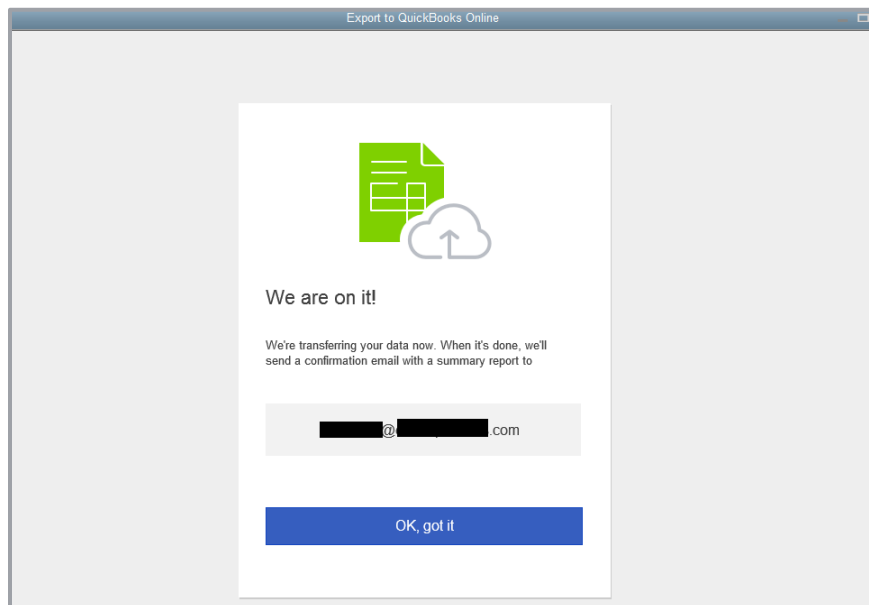 Export to QuickBooks Online
We are on it!
We're transferring your data now. When it's done, we'll
send a confirmation email with a summary report to
@ .com
OK, got it